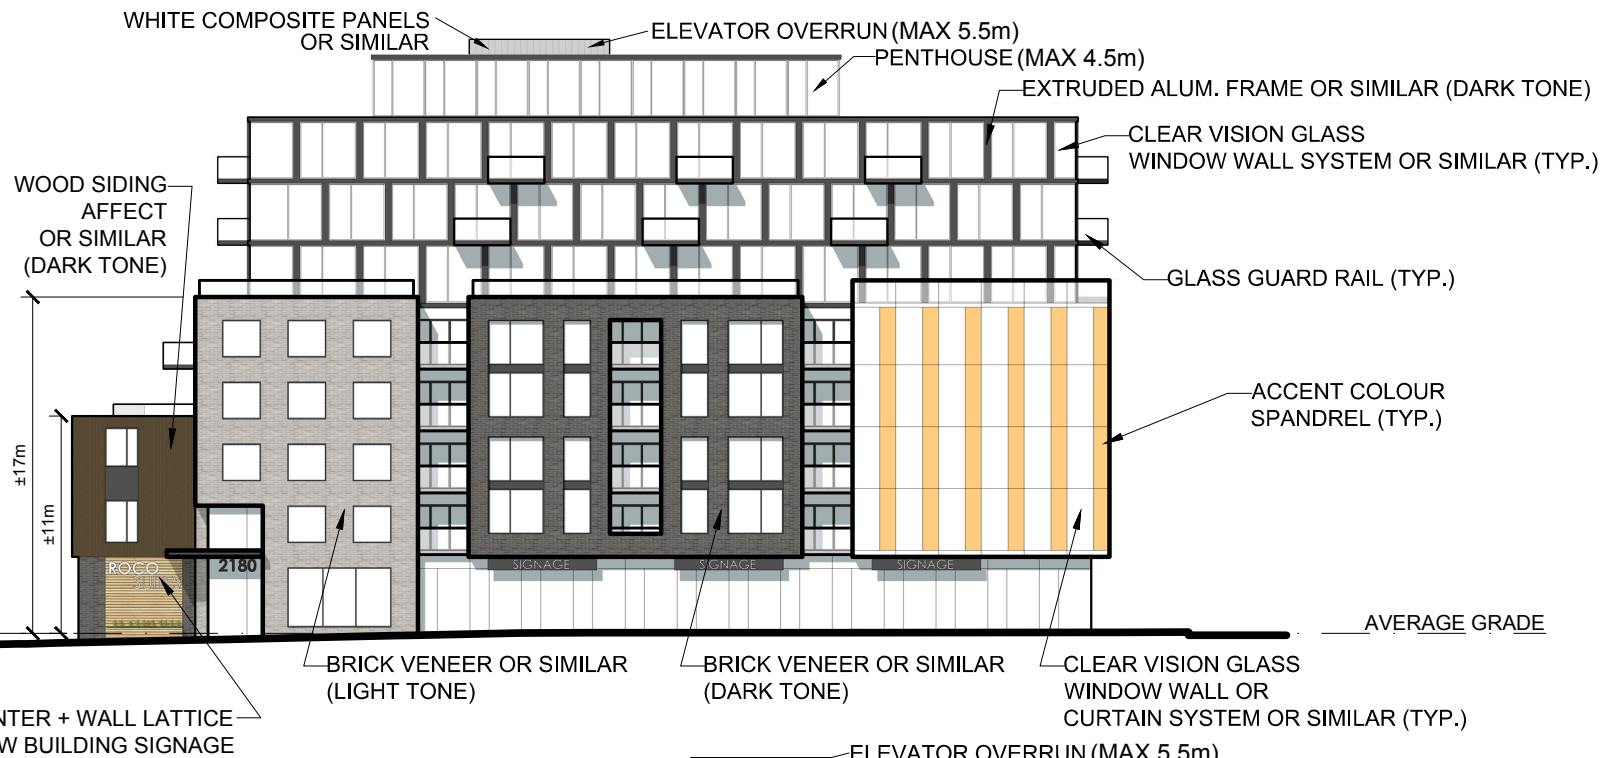 WHITE COMPOSITE PANELS
OR SIMILAR
ELEVATOR OVERRUN (MAX 5.5m)
PENTHOUSE (MAX 4.5m)
EXTRUDED ALUM. FRAME OR SIMILAR (DARK TONE)
CLEAR VISION GLASS
WINDOW WALL SYSTEM OR SIMILAR (TYP.)
WOOD SIDING
AFFECT
OR SIMILAR
(DARK TONE)
GLASS GUARD RAIL (TYP.)
±17m
±11m
ACCENT COLOUR
SPANDREL (TYP.)
ROCO
2180
SIGNAGE
SIGNAGE
SIGNAGE
AVERAGE GRADE
BRICK VENEER OR SIMILAR
(LIGHT TONE)
BRICK VENEER OR SIMILAR
(DARK TONE)
CLEAR VISION GLASS
WINDOW WALL OR
CURTAIN SYSTEM OR SIMILAR (TYP.)
NTER + WALL LATTICE
W BUILDING SIGNAGE
ELEVATOR OVERRUN (MAX 5.5m)